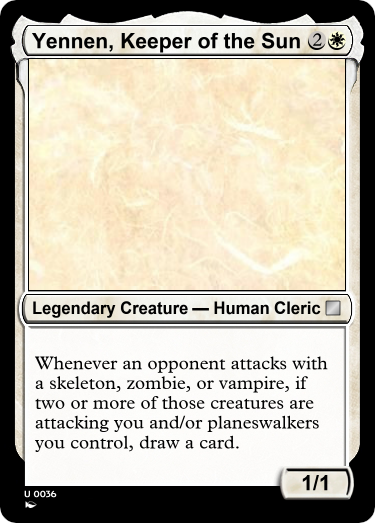 Yennen, Keeper of the Sun 2
Legendary Creature — Human Cleric
Whenever an opponent attacks with
a skeleton, zombie, or vampire, if
two or more of those creatures are
attacking you and/or planeswalkers
you control, draw a card.
1/1
U 0036